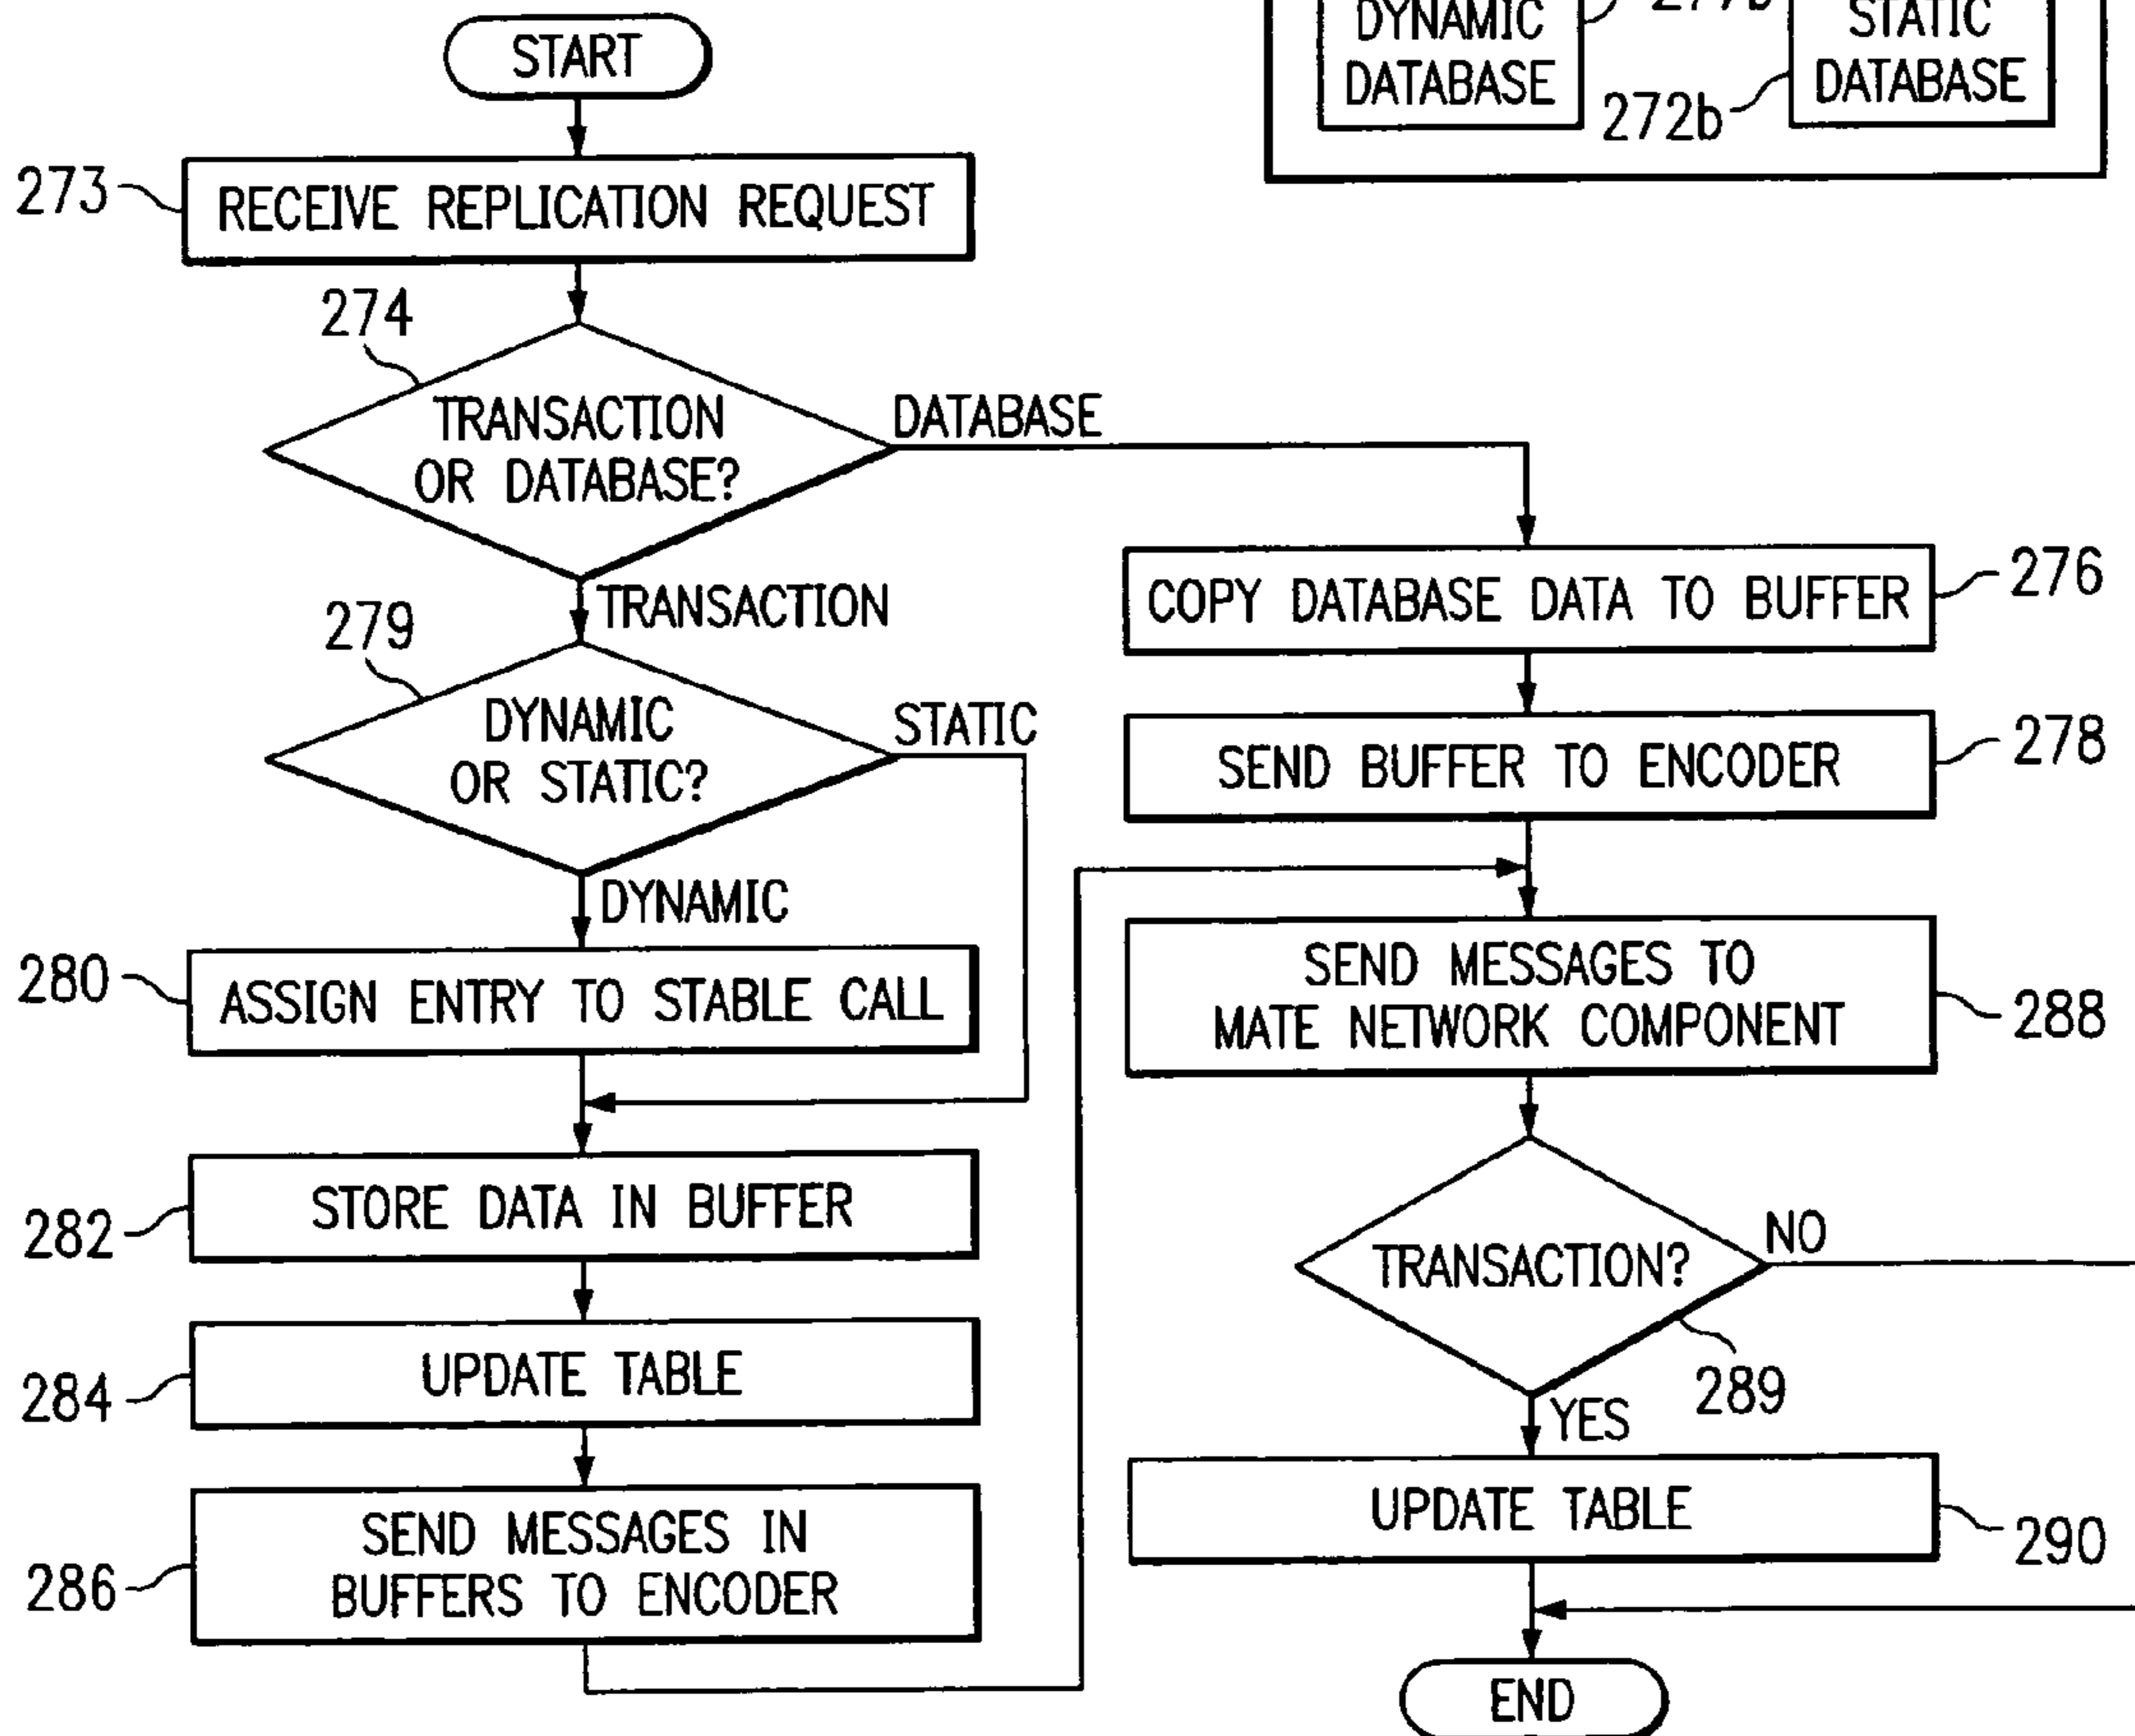 START
273
RECEIVE REPLICATION REQUEST
274
TRANSACTION
OR DATABASE?
DATABASE
TRANSACTION
279
DYNAMIC
OR STATIC?
STATIC
DYNAMIC
280
ASSIGN ENTRY TO STABLE CALL
282
STORE DATA IN BUFFER
284
UPDATE TABLE
286
SEND MESSAGES IN
BUFFERS TO ENCODER
DYNAMIC
DATABASE
272b
STATIC
DATABASE
COPY DATABASE DATA TO BUFFER
276
SEND BUFFER TO ENCODER
278
SEND MESSAGES TO
MATE NETWORK COMPONENT
288
TRANSACTION?
NO
289
YES
UPDATE TABLE
290
END